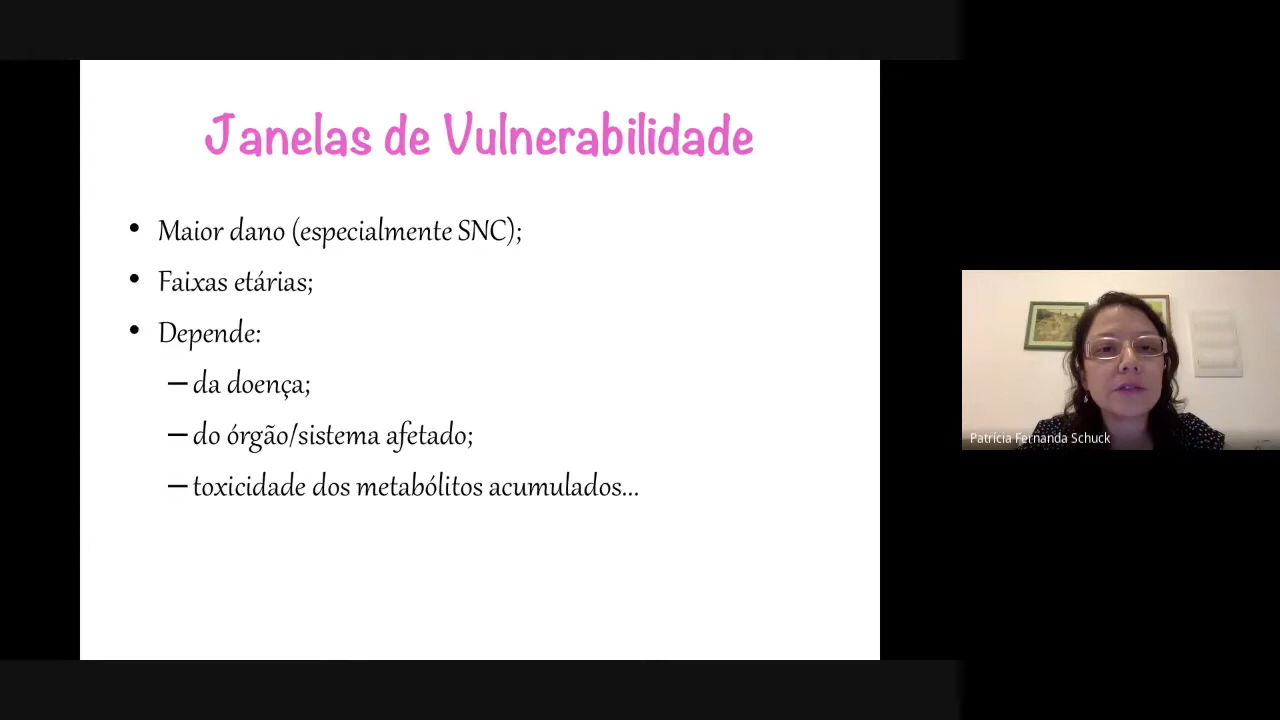 Janelas de Vulnerabilidade
• Maior dano (especialmente SNC);
• Faixas etárias;
• Depende:
– da doença;
– do órgão/sistema afetado;
– toxicidade dos metabólitos acumulados...
Patrícia Fernanda Schuck